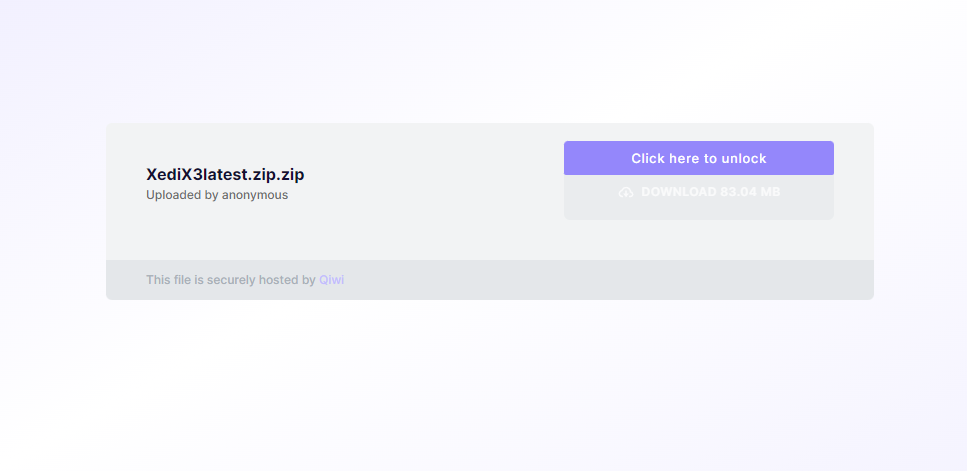 XediX3latest.zip.zip
Uploaded by anonymous
Click here to unlock
DOWNLOAD 83.04 MB
This file is securely hosted by Qiwi